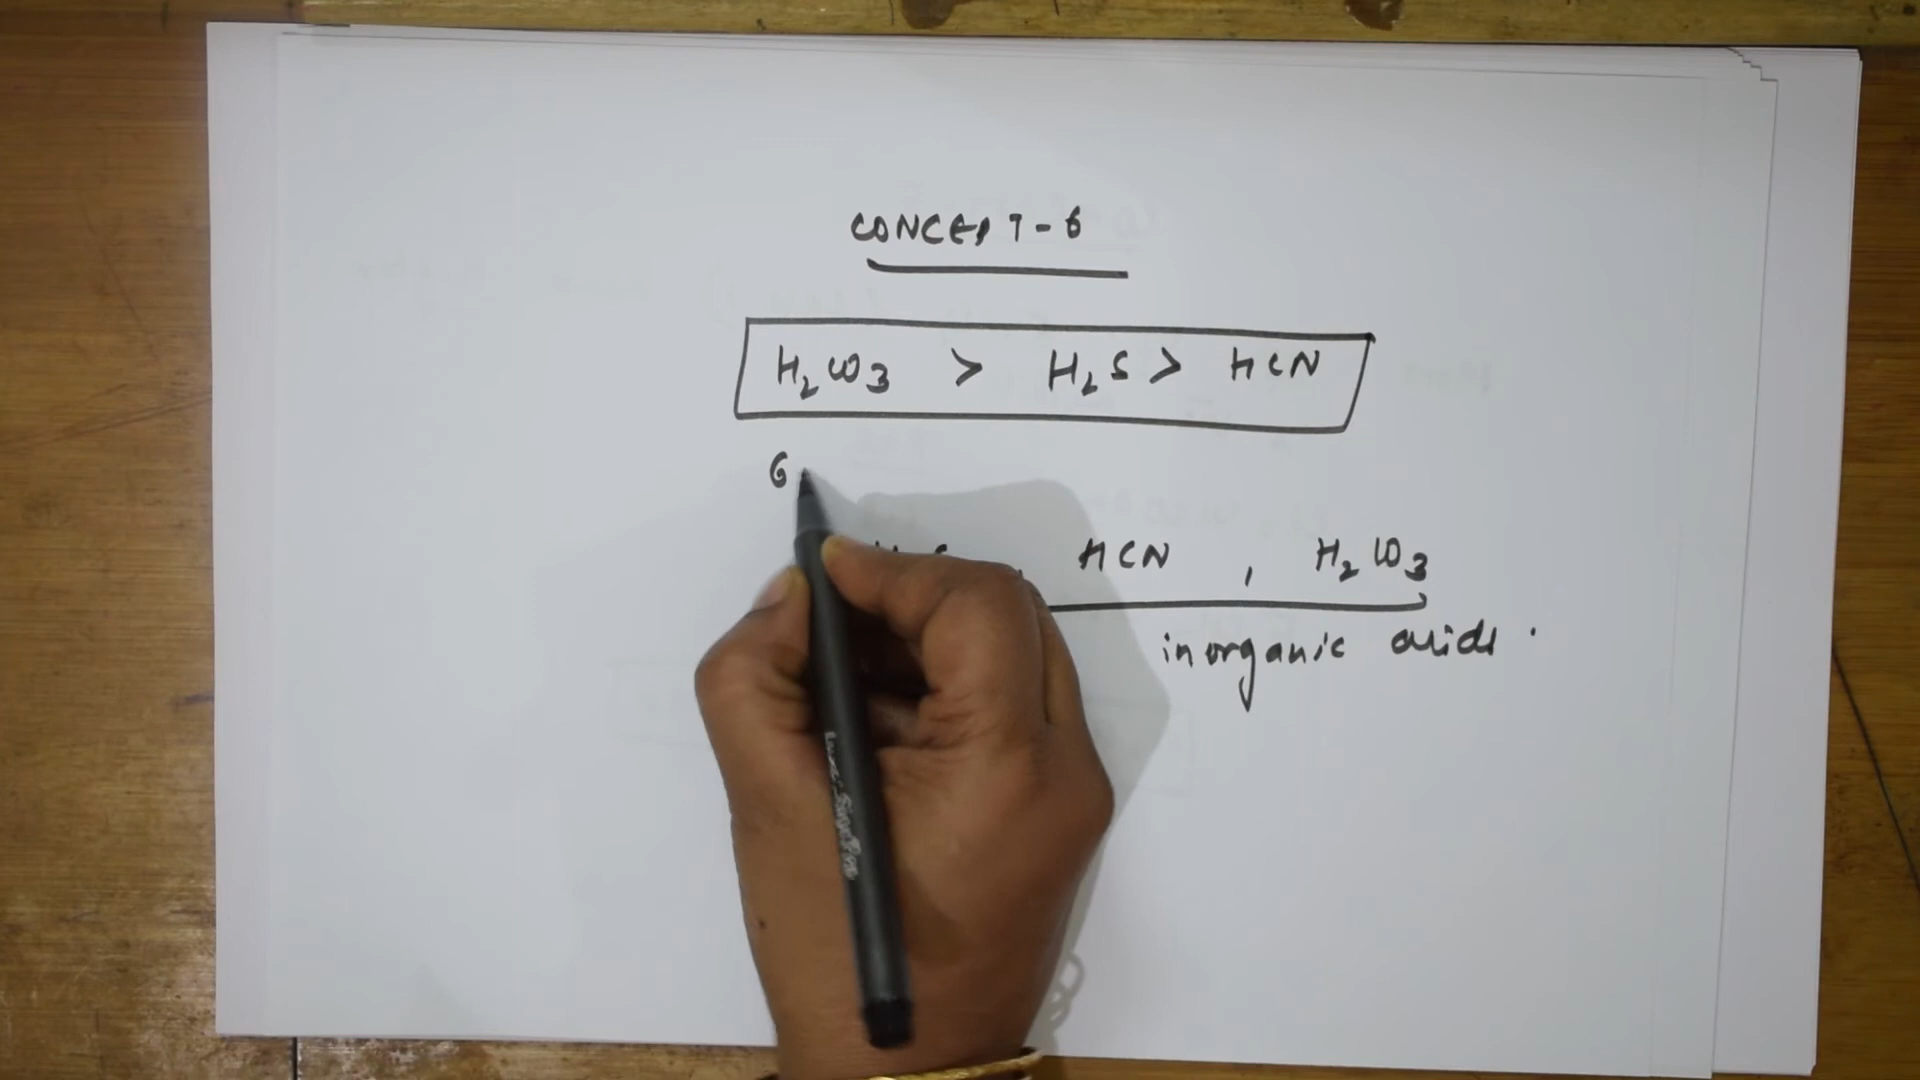 CONCEPT-6
H₂CO₃ > H₂S > HCN
6
HCN , H₂CO₃
inorganic acids.